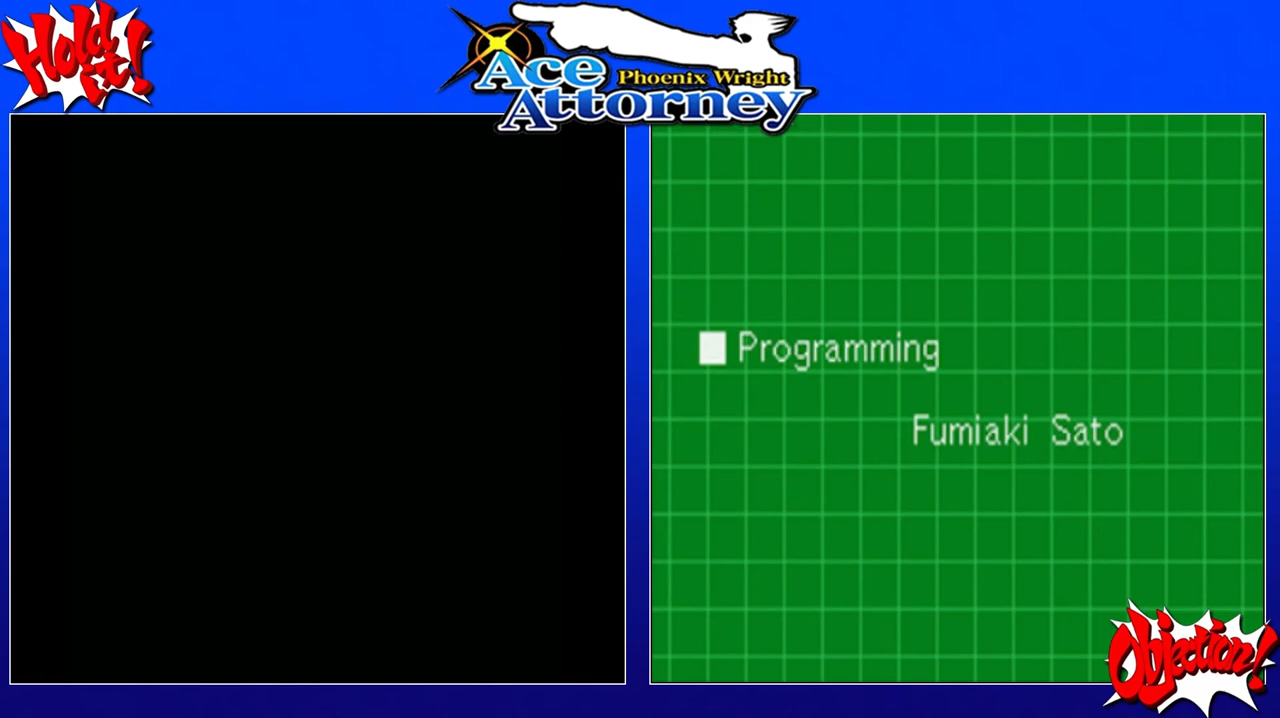 Hold it!
Phoenix Wright
Ace
Attorney
Programming
Fumiaki Sato
Objection!